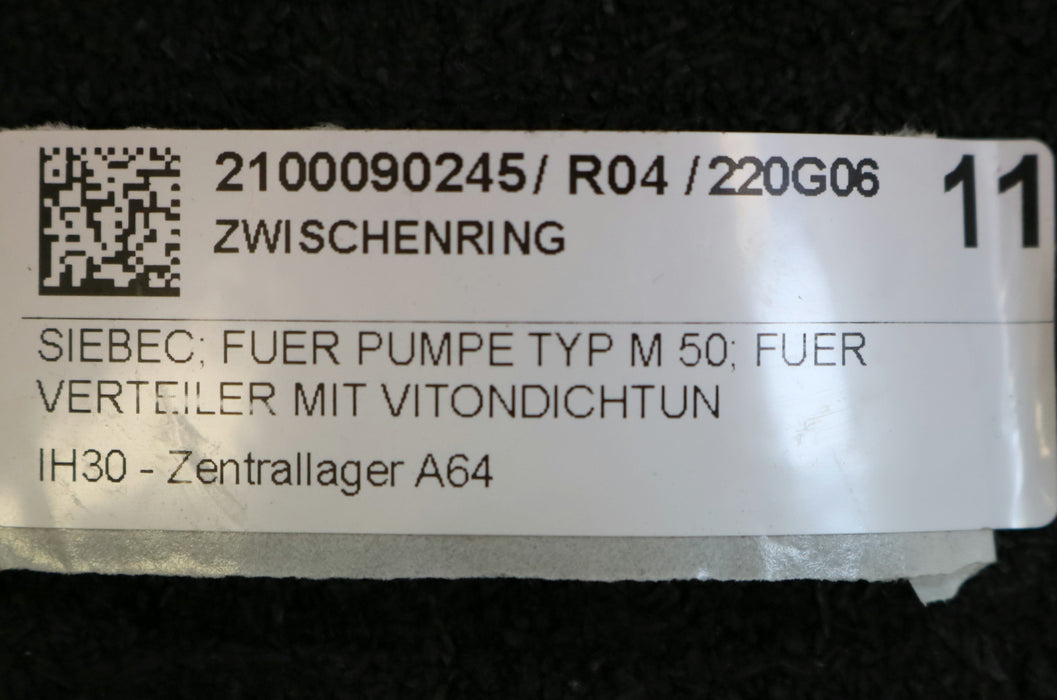 2100090245/ R04 /220G06 11
ZWISCHENRING
SIEBEC; FUER PUMPE TYP M 50; FUER
VERTEILER MIT VITONDICHTUN
IH30 - Zentrallager A64